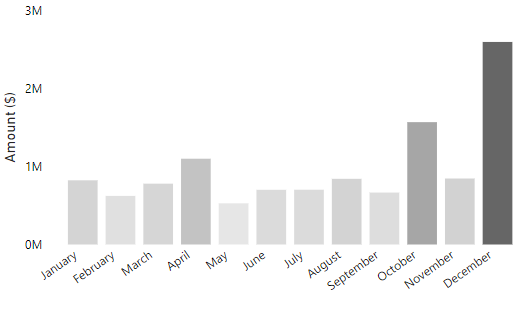 3M
2M
1M
0M
Amount ($)
January
February
March
April
May
June
July
August
September
October
November
December